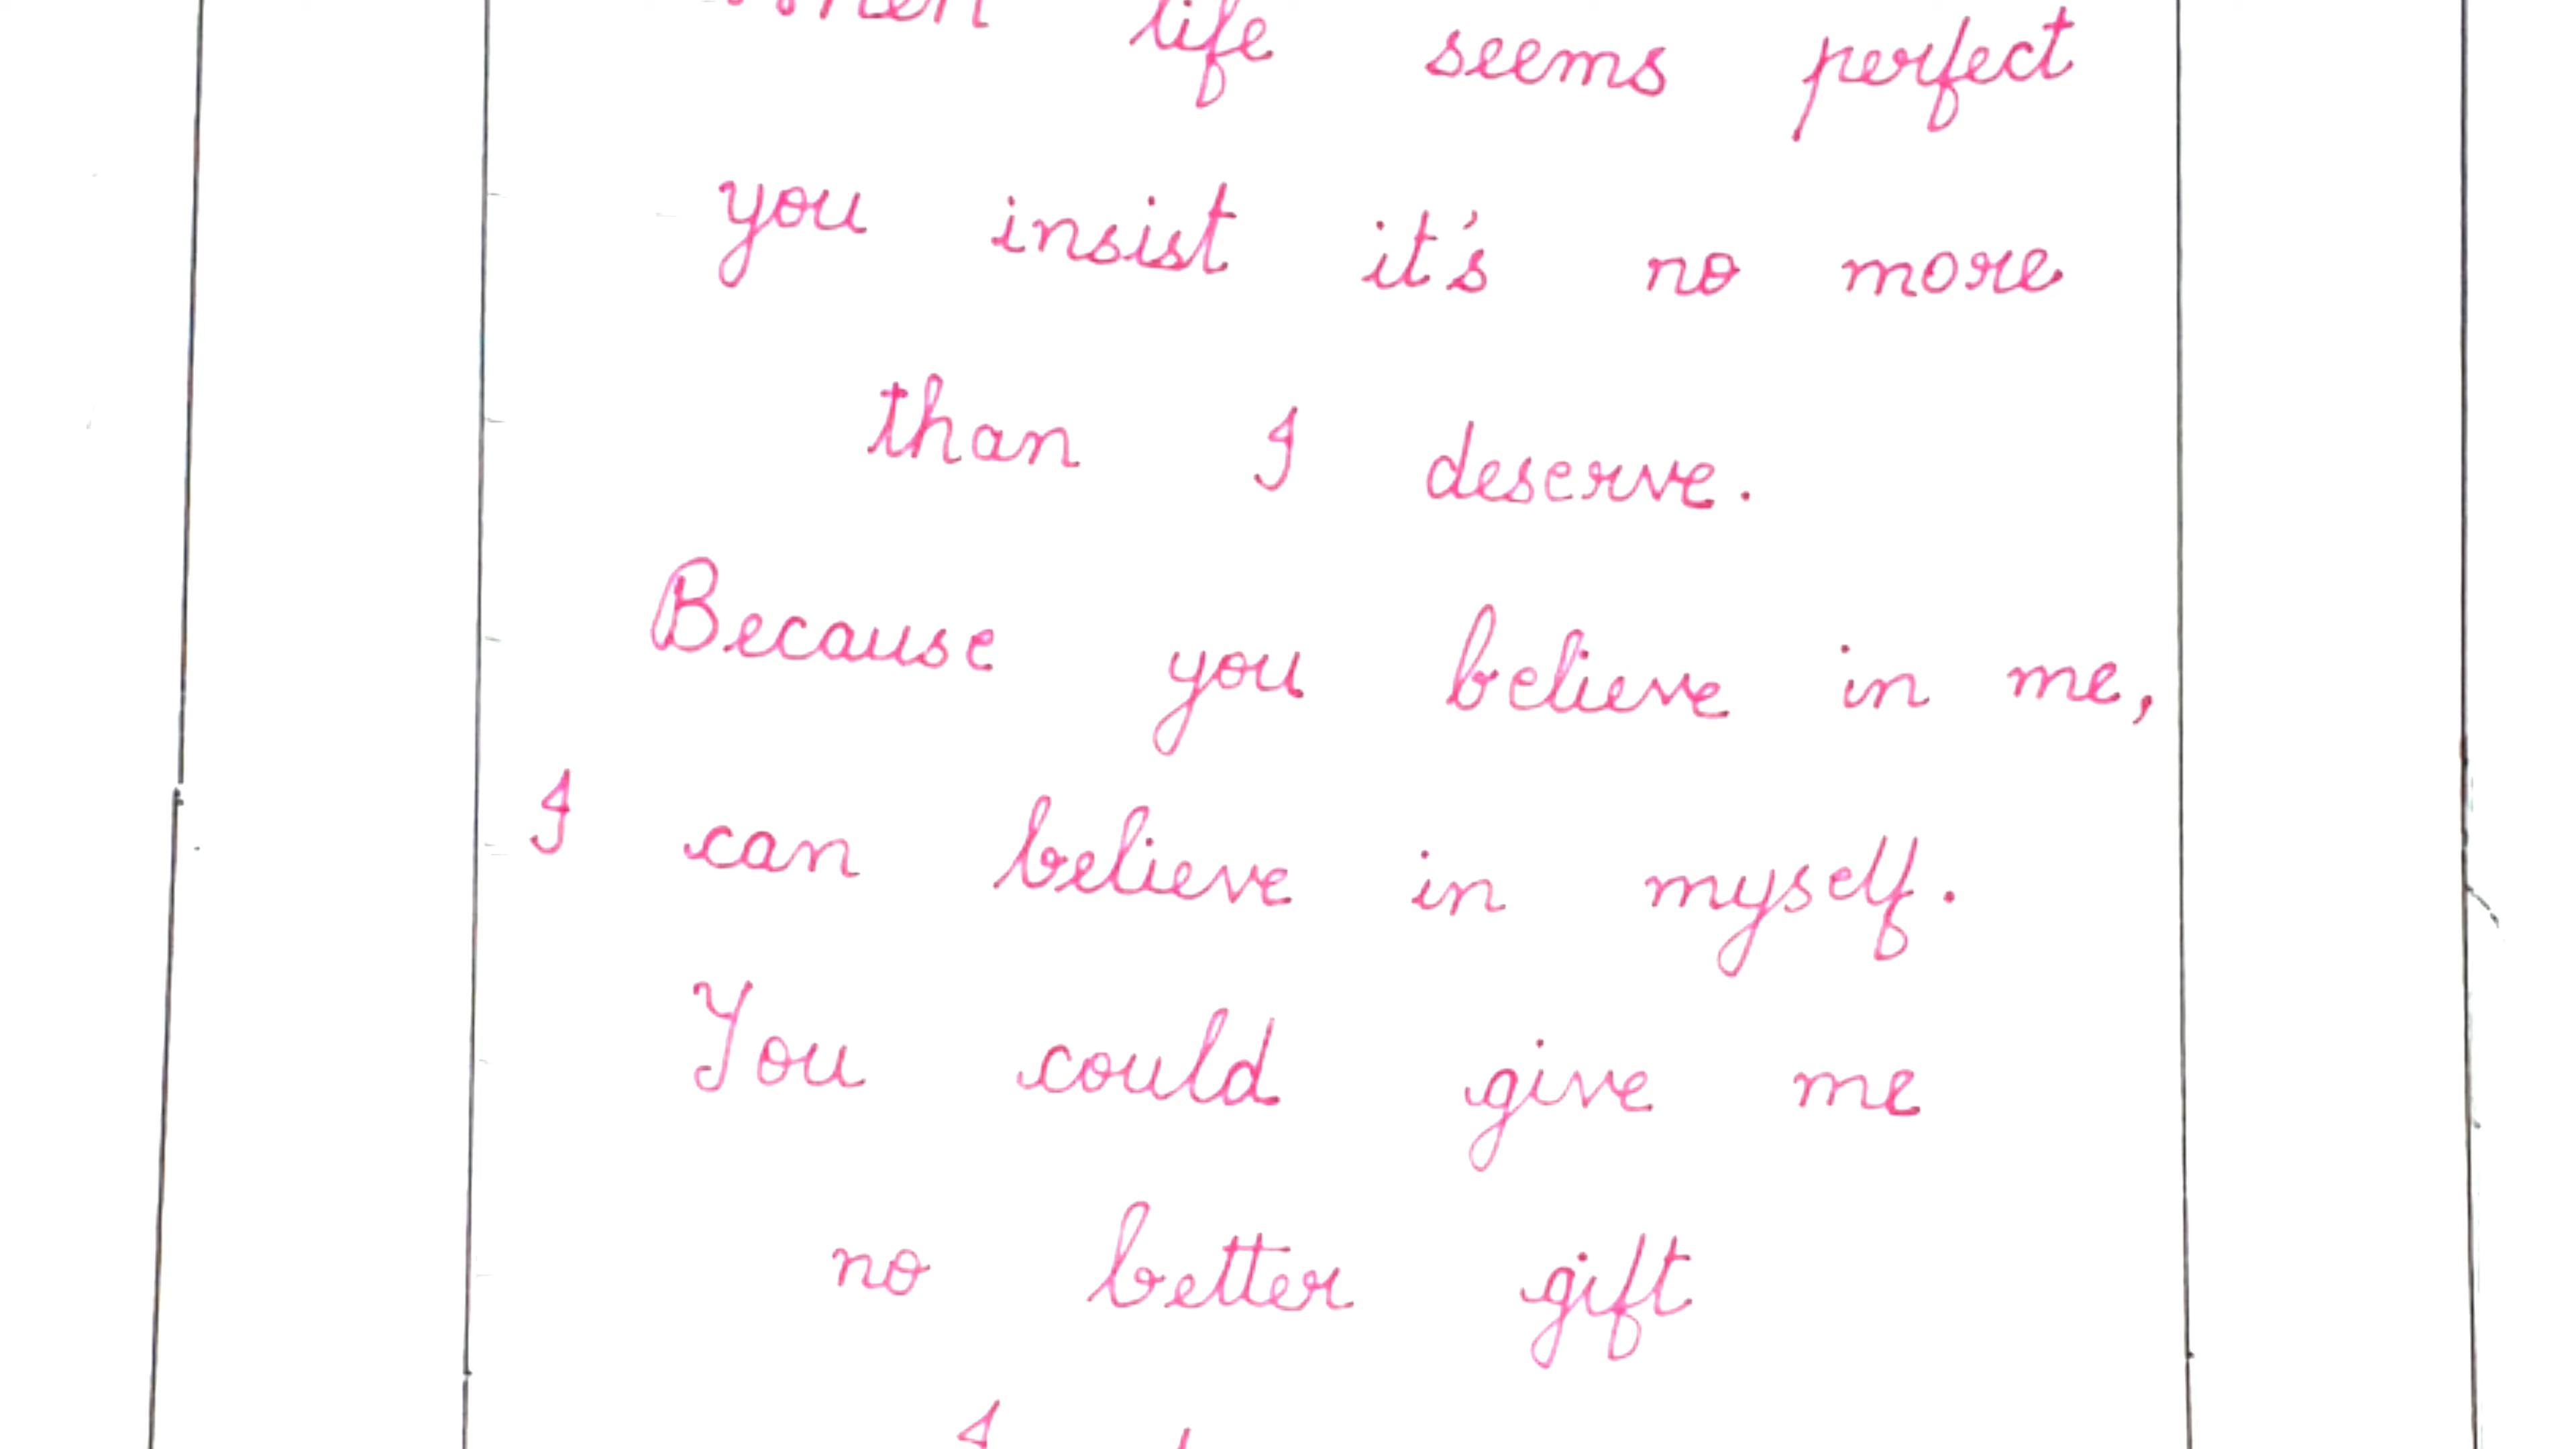 When life seems perfect
you insist it's no more
than I deserve.
Because you believe in me,
I can believe in myself.
You could give me
no better gift